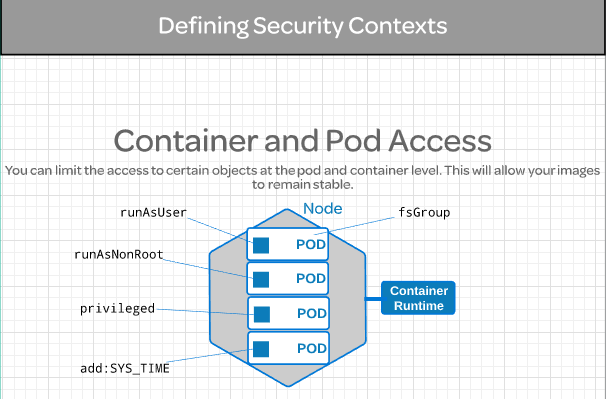 Defining Security Contexts
Container and Pod Access
You can limit the access to certain objects at the pod and container level. This will allow your images
to remain stable.
runAsUser
Node
fsGroup
POD
runAsNonRoot
POD
Container
Runtime
privileged
POD
POD
add:SYS_TIME